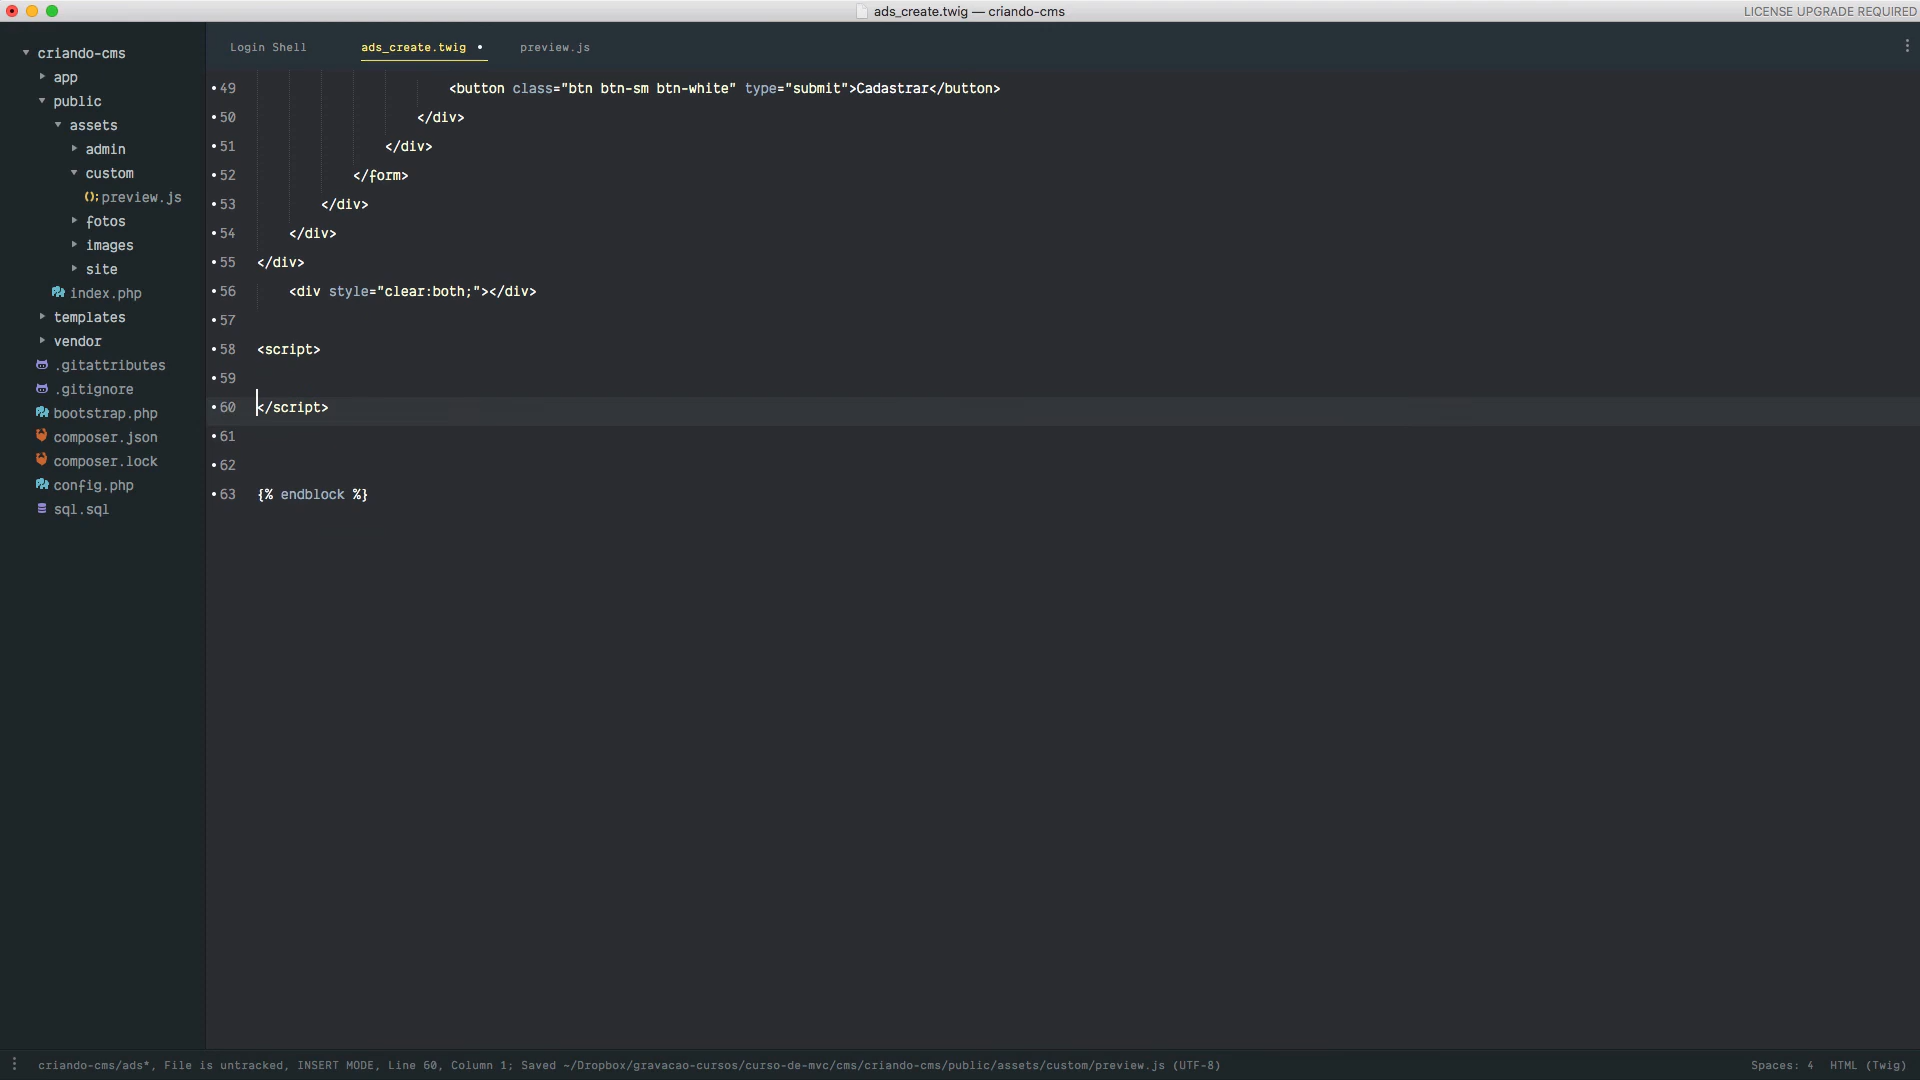 ads_create.twig — criando-cms
LICENSE UPGRADE REQUIRED
criando-cms
app
public
assets
admin
custom
preview.js
fotos
images
site
index.php
templates
vendor
.gitattributes
.gitignore
bootstrap.php
composer.json
composer.lock
config.php
sql.sql
Login Shell
ads_create.twig •
preview.js
49 <button class="btn btn-sm btn-white" type="submit">Cadastrar</button>
50 </div>
51 </div>
52 </form>
53 </div>
54 </div>
55 </div>
56 <div style="clear:both;"></div>
57
58 <script>
59
60 </script>
61
62
63 {% endblock %}
criando-cms/ads*, File is untracked, INSERT MODE, Line 60, Column 1; Saved ~/Dropbox/gravacao-cursos/curso-de-mvc/cms/criando-cms/public/assets/custom/preview.js (UTF-8)
Spaces: 4
HTML (Twig)